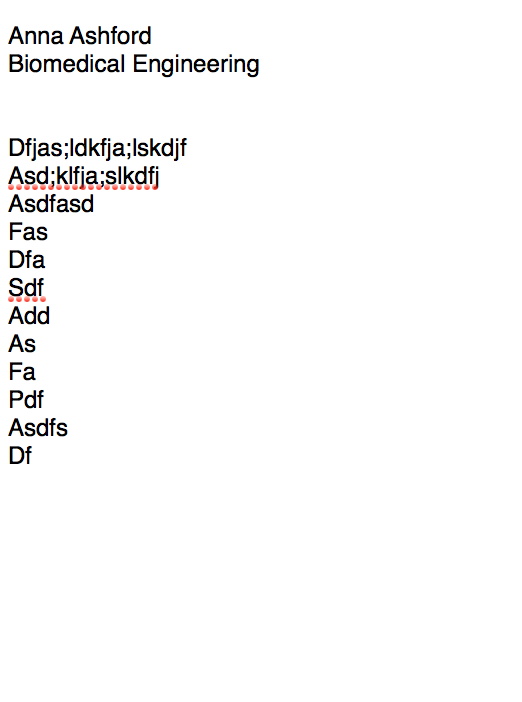 Anna Ashford
Biomedical Engineering
Dfjas;ldkfja;lskdjf
Asd;klfja;slkdfj
Asdfasd
Fas
Dfa
Sdf
Add
As
Fa
Pdf
Asdfs
Df